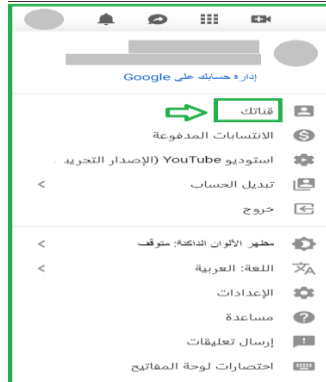 إدارة حسابك على Google
قناتك
الانتسابات المدفوعة
استوديو YouTube (الإصدار التجريبـ
تبديل الحساب
خروج
مظهر الألوان الداكنة: متوقف
اللغة: العربية
الإعدادات
مساعدة
إرسال تعليقات
اختصارات لوحة المفاتيح